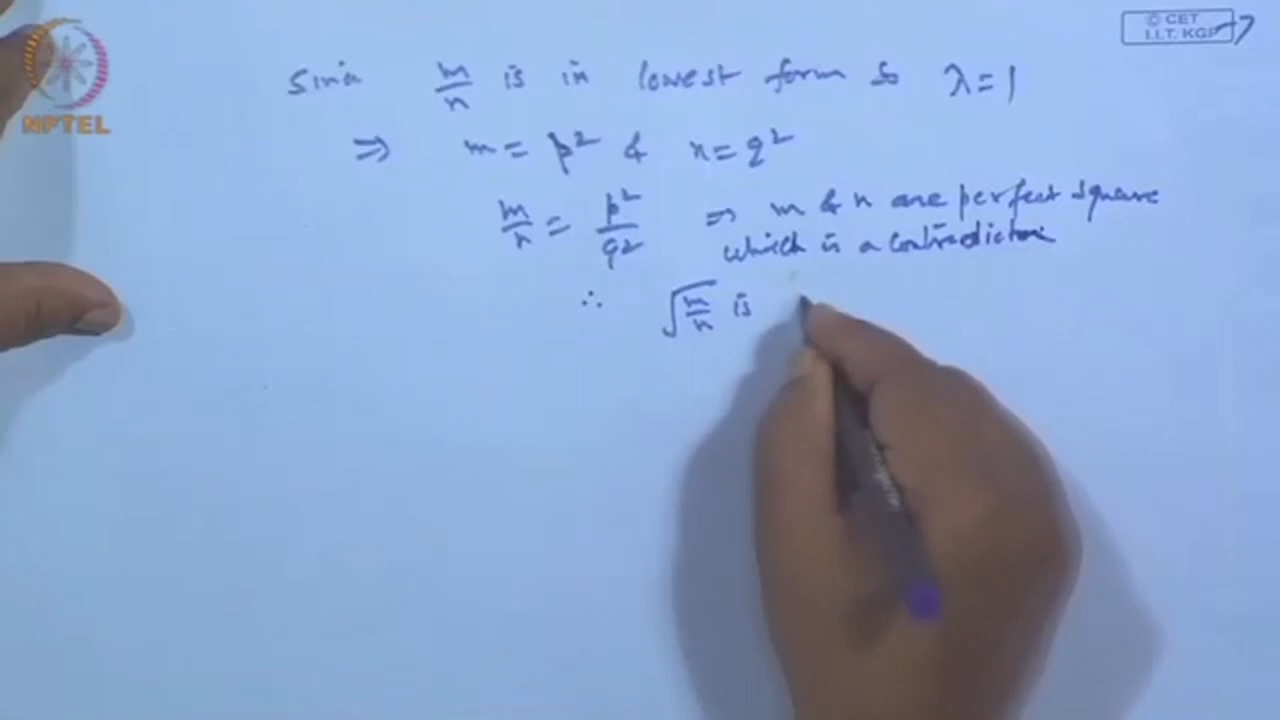 © CET
I.I.T. KGP
NPTEL
Since m/n is in lowest form so λ=1
⇒ m = p² & n = q²
m/n = p²/q² ⇒ m & n are perfect square
which is a contradiction
∴ √(m/n) is